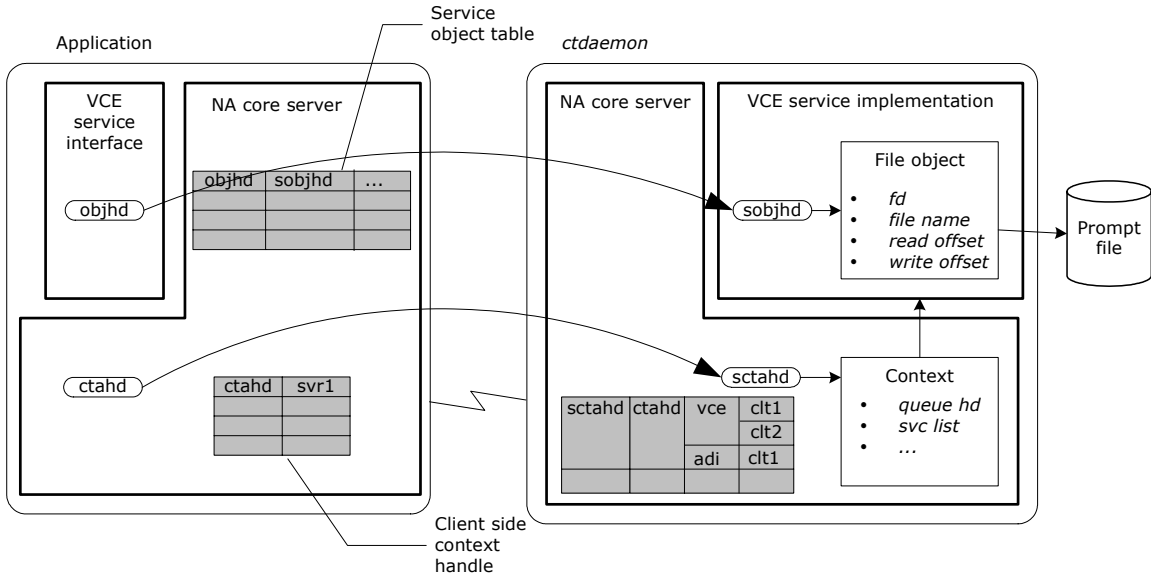 Service
object table
Application
ctdaemon
VCE
service
interface
NA core server
NA core server
VCE service implementation
objhd sobjhd ...
File object
objhd
sobjhd
• fd
• file name
• read offset
• write offset
Prompt
file
ctahd
ctahd svr1
sctahd
Context
• queue hd
• svc list
• ...
sctahd ctahd vce clt1
clt2
adi clt1
Client side
context
handle